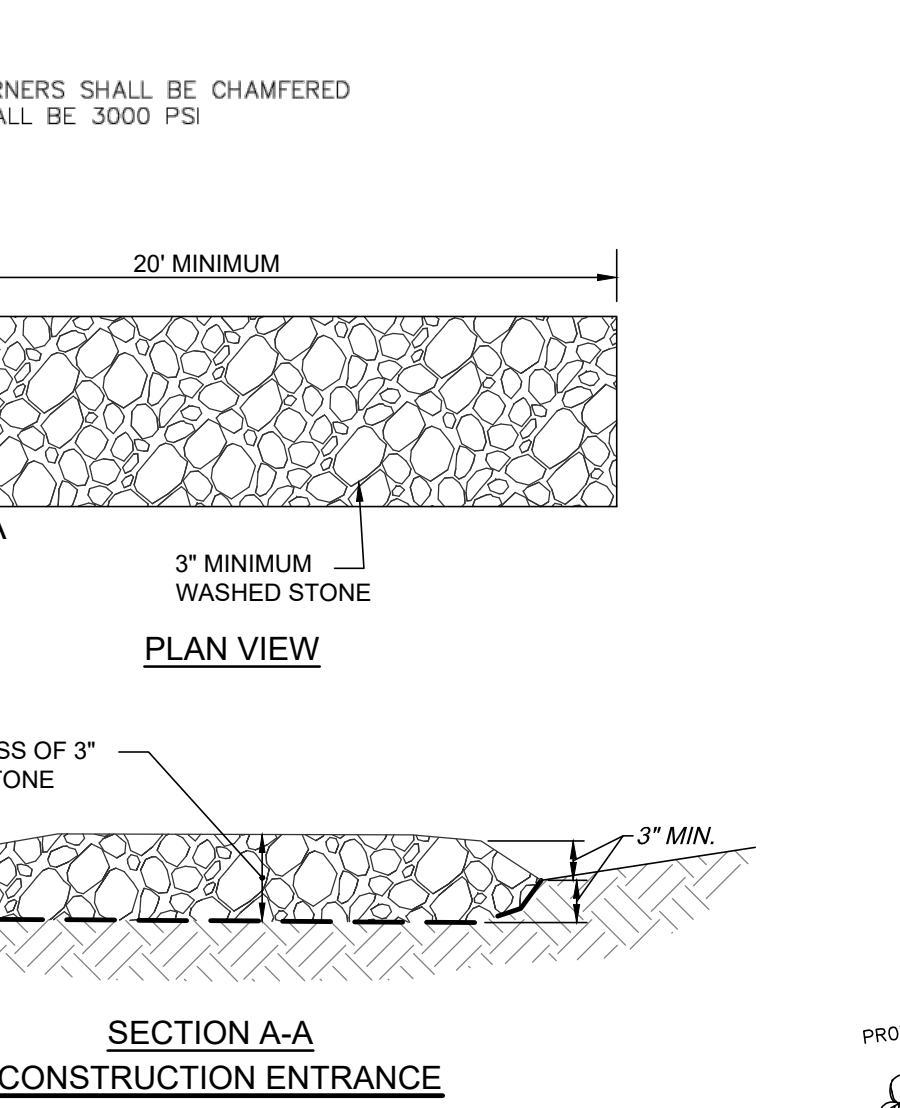 RNERS SHALL BE CHAMFERED
ALL BE 3000 PSI
20' MINIMUM
A
3" MINIMUM
WASHED STONE
PLAN VIEW
SS OF 3"
TONE
3" MIN.
SECTION A-A
CONSTRUCTION ENTRANCE
PRO